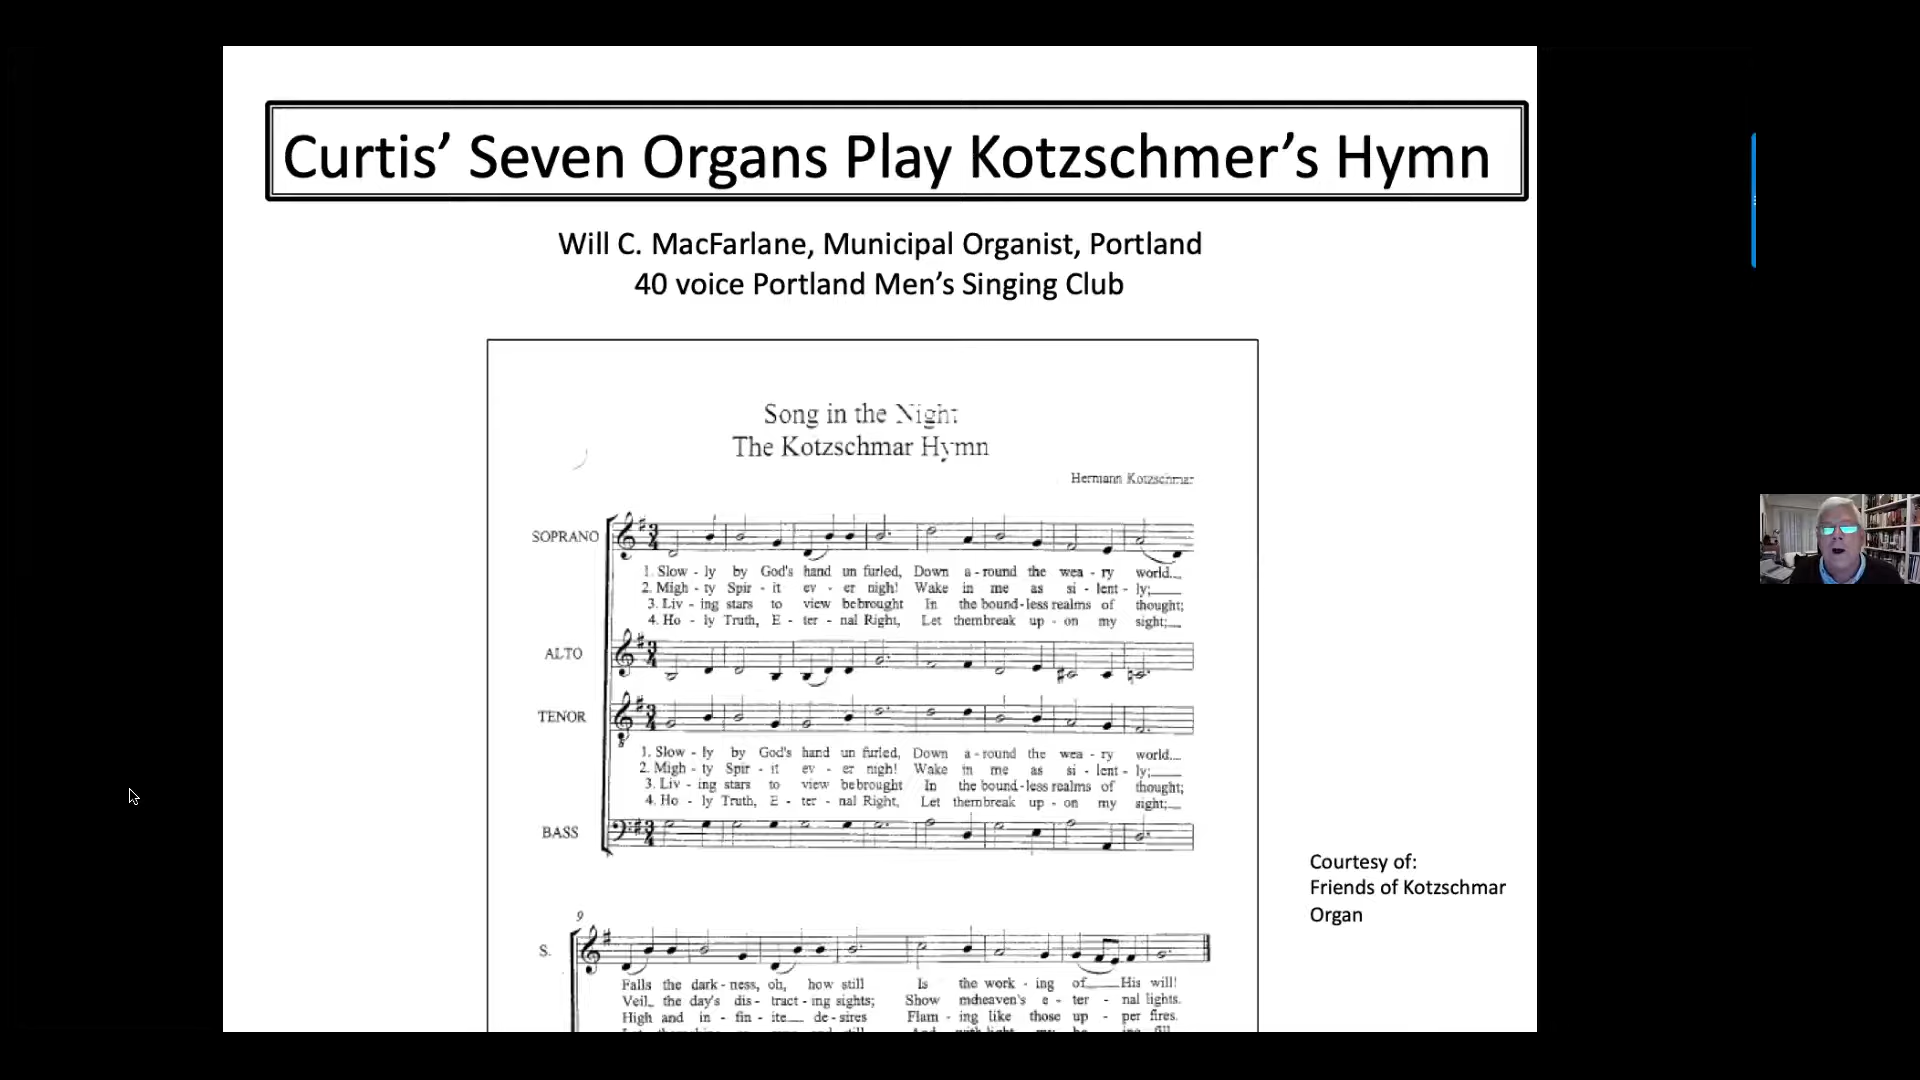 Curtis’ Seven Organs Play Kotzschmer’s Hymn
Will C. MacFarlane, Municipal Organist, Portland
40 voice Portland Men’s Singing Club
Song in the Night
The Kotzschmar Hymn
Hermann Kotzschmar
SOPRANO
1. Slow - ly by God's hand un furled, Down a - round the wea - ry world.
2. Migh - ty Spir - it ev - er nigh! Wake in me as si - lent - ly;
3. Liv - ing stars to view be brought In the bound - less realms of thought;
4. Ho - ly Truth, E - ter - nal Right, Let them break up - on my sight;
ALTO
TENOR
1. Slow - ly by God's hand un furled, Down a - round the wea - ry world.
2. Migh - ty Spir - it ev - er nigh! Wake in me as si - lent - ly;
3. Liv - ing stars to view be brought In the bound - less realms of thought;
4. Ho - ly Truth, E - ter - nal Right, Let them break up - on my sight;
BASS
Courtesy of:
Friends of Kotzschmar
Organ
9
S.
Falls the dark - ness, oh, how still Is the work - ing of His will!
Veil the day's dis - tract - ing sights; Show heaven's e - ter - nal lights.
High and in - fin - ite de - sires Flam - ing like those up - per fires.